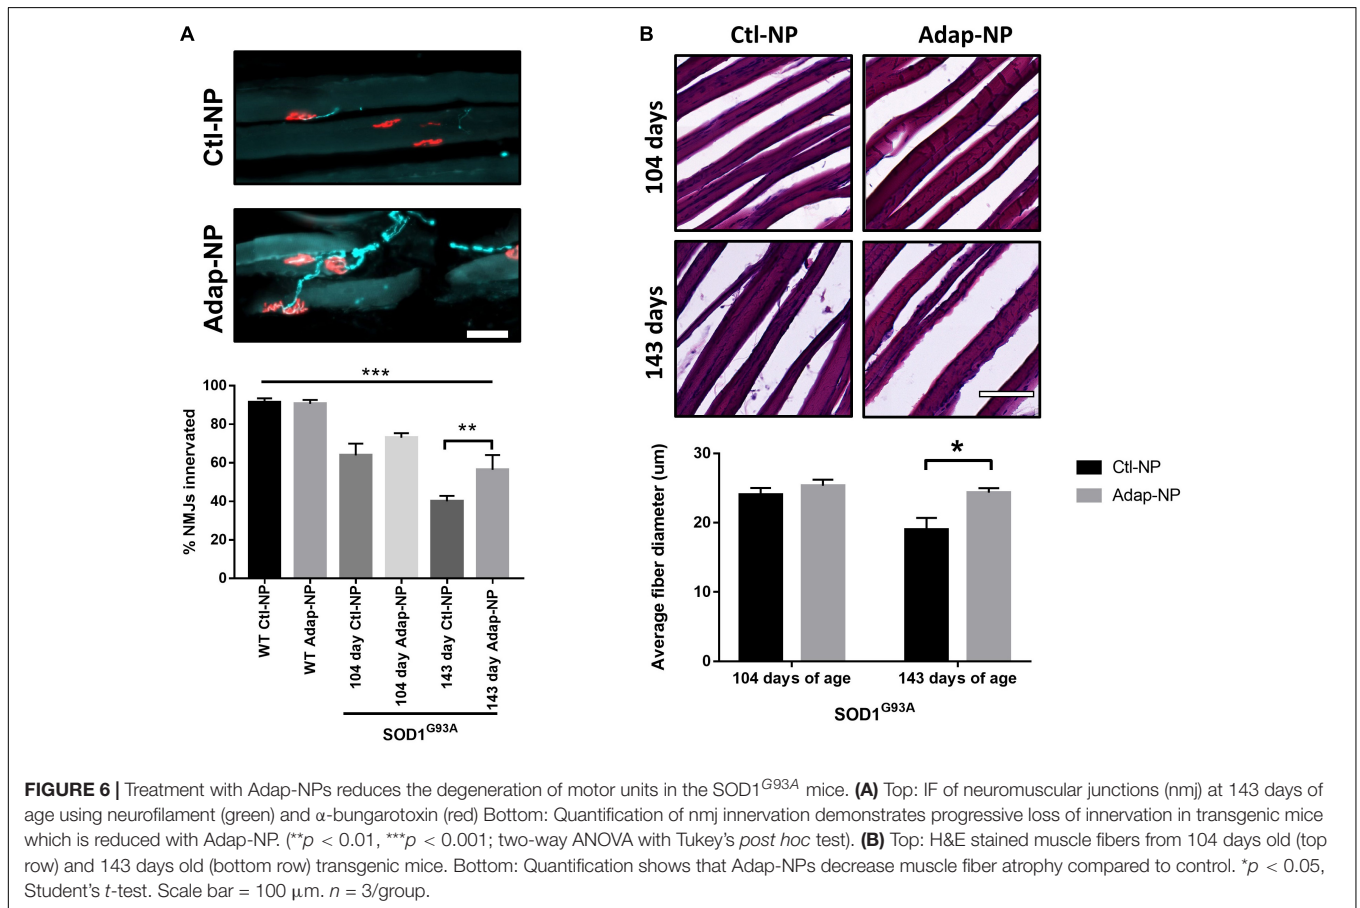 A
Ctl-NP
Adap-NP
***
**
100
80
60
40
20
0
% NMJs innervated
WT Ctl-NP
WT Adap-NP
104 day Ctl-NP
104 day Adap-NP
143 day Ctl-NP
143 day Adap-NP
SOD1^G93A
B
Ctl-NP
Adap-NP
104 days
143 days
*
30
20
10
0
Average fiber diameter (um)
104 days of age
143 days of age
SOD1^G93A
Ctl-NP
Adap-NP
FIGURE 6 | Treatment with Adap-NPs reduces the degeneration of motor units in the SOD1^G93A mice. (A) Top: IF of neuromuscular junctions (nmj) at 143 days of
age using neurofilament (green) and α-bungarotoxin (red) Bottom: Quantification of nmj innervation demonstrates progressive loss of innervation in transgenic mice
which is reduced with Adap-NP. (**p < 0.01, ***p < 0.001; two-way ANOVA with Tukey's post hoc test). (B) Top: H&E stained muscle fibers from 104 days old (top
row) and 143 days old (bottom row) transgenic mice. Bottom: Quantification shows that Adap-NPs decrease muscle fiber atrophy compared to control. *p < 0.05,
Student's t-test. Scale bar = 100 μm. n = 3/group.